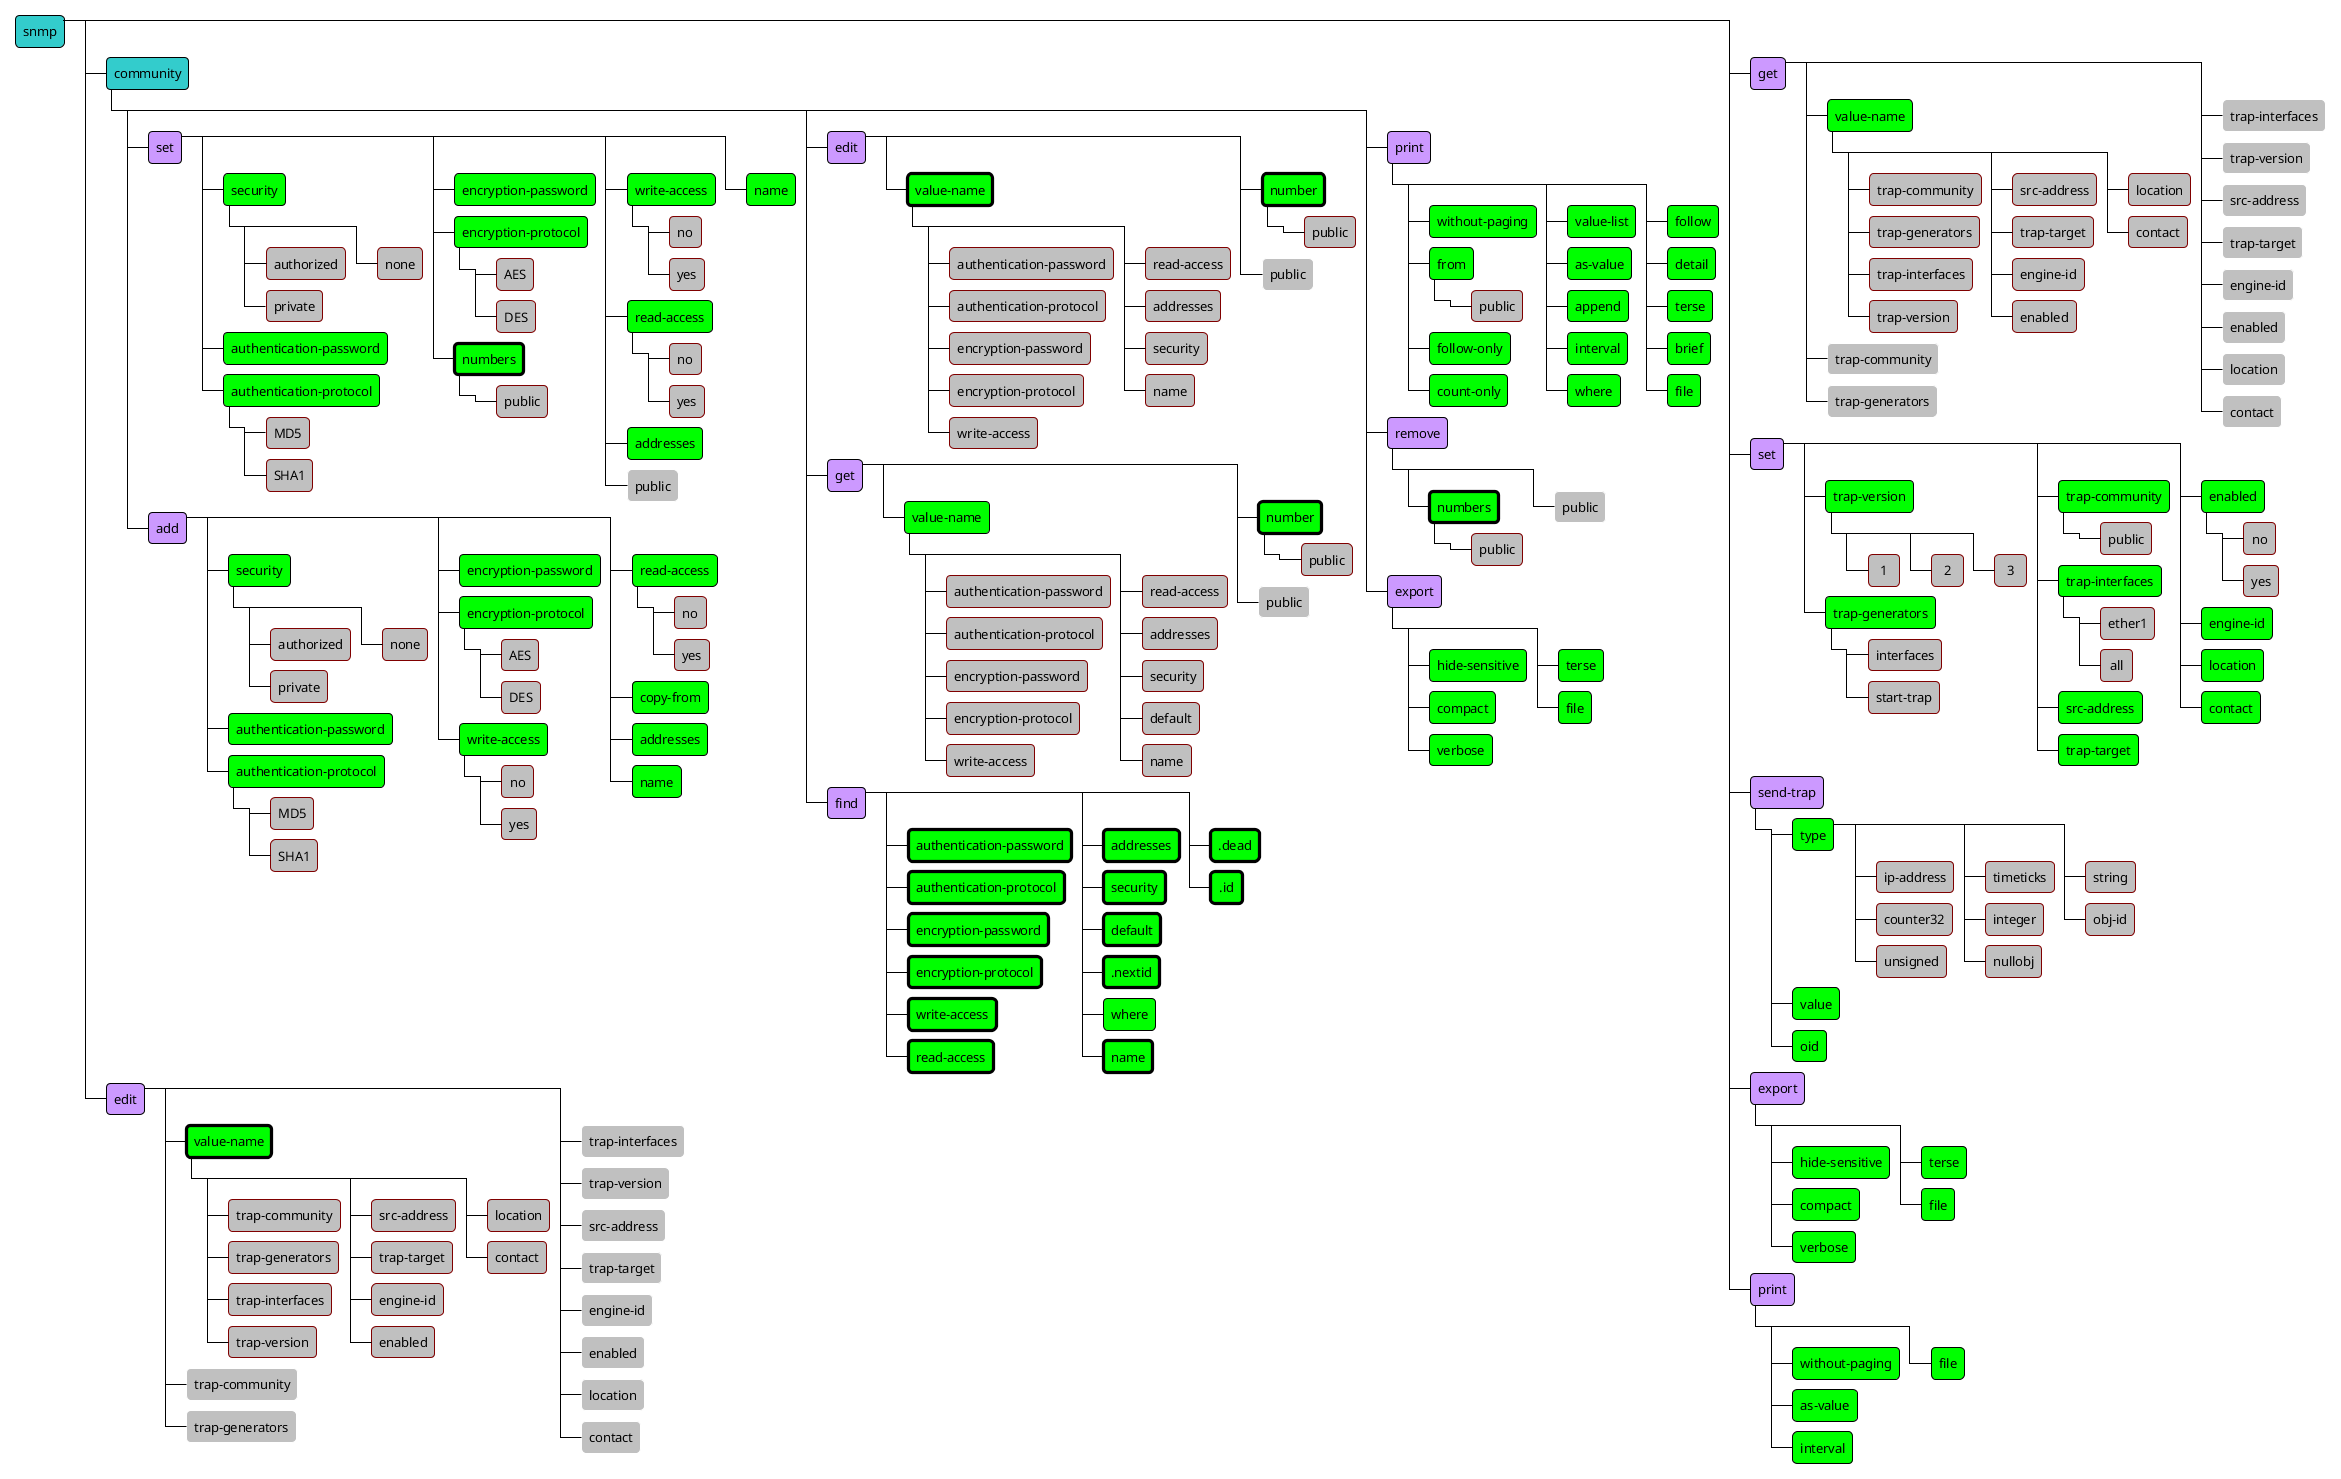 snmp
community
set
security
authorized
private
none
authentication-password
authentication-protocol
MD5
SHA1
encryption-password
encryption-protocol
AES
DES
numbers
public
write-access
no
yes
read-access
no
yes
addresses
public
name
add
security
authorized
private
none
authentication-password
authentication-protocol
MD5
SHA1
encryption-password
encryption-protocol
AES
DES
write-access
no
yes
read-access
no
yes
copy-from
addresses
name
edit
value-name
authentication-password
authentication-protocol
encryption-password
encryption-protocol
write-access
read-access
addresses
security
name
number
public
public
get
value-name
authentication-password
authentication-protocol
encryption-password
encryption-protocol
write-access
read-access
addresses
security
default
name
number
public
public
find
authentication-password
authentication-protocol
encryption-password
encryption-protocol
write-access
read-access
addresses
security
default
.nextid
where
name
.dead
.id
print
without-paging
from
public
follow-only
count-only
value-list
as-value
append
interval
where
follow
detail
terse
brief
file
remove
numbers
public
public
export
hide-sensitive
compact
verbose
terse
file
edit
value-name
trap-community
trap-generators
trap-interfaces
trap-version
src-address
trap-target
engine-id
enabled
location
contact
trap-community
trap-generators
trap-interfaces
trap-version
src-address
trap-target
engine-id
enabled
location
contact
get
value-name
trap-community
trap-generators
trap-interfaces
trap-version
src-address
trap-target
engine-id
enabled
location
contact
trap-community
trap-generators
trap-interfaces
trap-version
src-address
trap-target
engine-id
enabled
location
contact
set
trap-version
1
2
3
trap-generators
interfaces
start-trap
trap-community
public
trap-interfaces
ether1
all
src-address
trap-target
enabled
no
yes
engine-id
location
contact
send-trap
type
ip-address
counter32
unsigned
timeticks
integer
nullobj
string
obj-id
value
oid
export
hide-sensitive
compact
verbose
terse
file
print
without-paging
as-value
interval
file